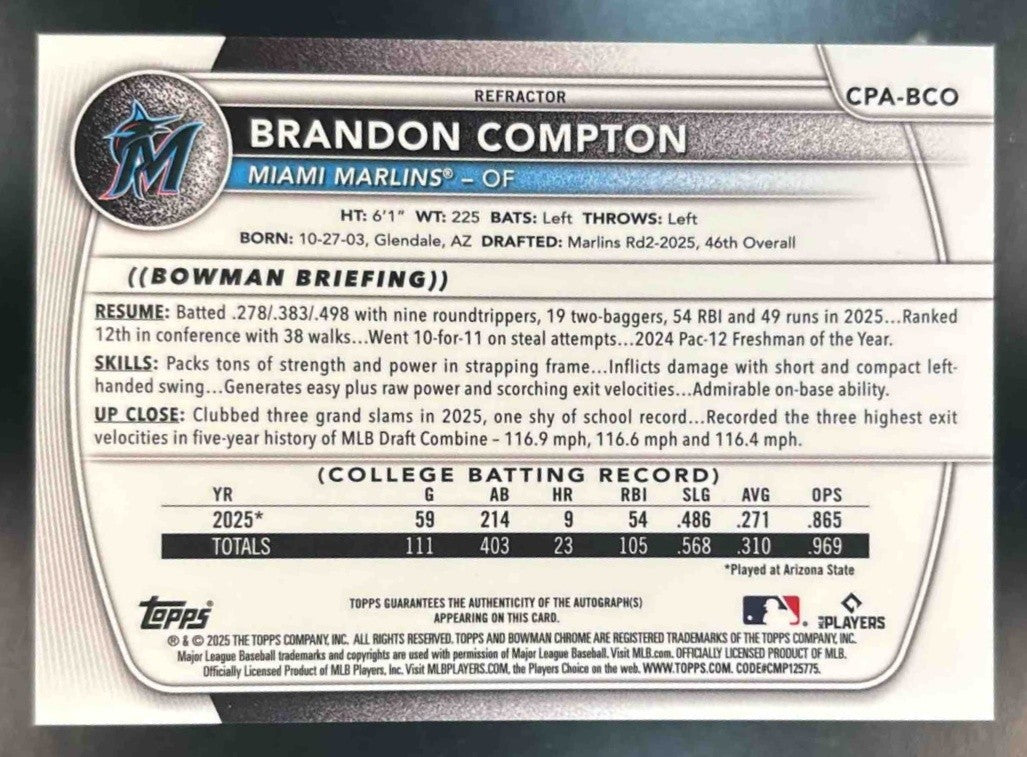 REFRACTOR
CPA-BCO
BRANDON COMPTON
MIAMI MARLINS® – OF
HT: 6'1" WT: 225 BATS: Left THROWS: Left
BORN: 10-27-03, Glendale, AZ DRAFTED: Marlins Rd2-2025, 46th Overall
((BOWMAN BRIEFING))
RESUME: Batted .278/.383/.498 with nine roundtrippers, 19 two-baggers, 54 RBI and 49 runs in 2025...Ranked
12th in conference with 38 walks...Went 10-for-11 on steal attempts...2024 Pac-12 Freshman of the Year.
SKILLS: Packs tons of strength and power in strapping frame...Inflicts damage with short and compact left-
handed swing...Generates easy plus raw power and scorching exit velocities...Admirable on-base ability.
UP CLOSE: Clubbed three grand slams in 2025, one shy of school record...Recorded the three highest exit
velocities in five-year history of MLB Draft Combine – 116.9 mph, 116.6 mph and 116.4 mph.
(COLLEGE BATTING RECORD)
YR G AB HR RBI SLG AVG OPS
2025* 59 214 9 54 .486 .271 .865
TOTALS 111 403 23 105 .568 .310 .969
*Played at Arizona State
topps
TOPPS GUARANTEES THE AUTHENTICITY OF THE AUTOGRAPH(S)
APPEARING ON THIS CARD.
MLB PLAYERS
® & © 2025 THE TOPPS COMPANY, INC. ALL RIGHTS RESERVED. TOPPS AND BOWMAN CHROME ARE REGISTERED TRADEMARKS OF THE TOPPS COMPANY, INC.
Major League Baseball trademarks and copyrights are used with permission of Major League Baseball. Visit MLB.com. OFFICIALLY LICENSED PRODUCT OF MLB.
Officially Licensed Product of MLB Players, Inc. Visit MLBPLAYERS.COM, the Players Choice on the web. WWW.TOPPS.COM. CODE#CMP125775.